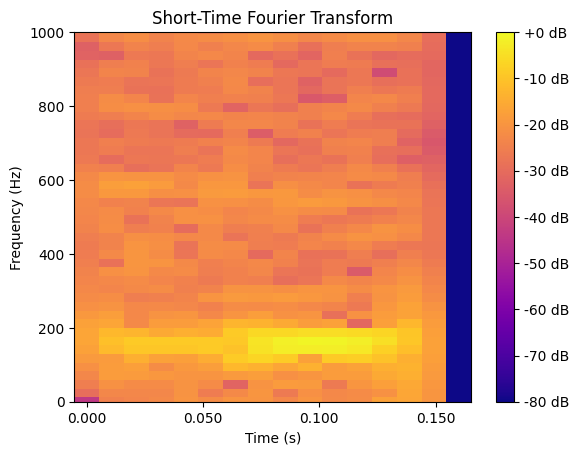 Short-Time Fourier Transform
1000
800
600
400
200
0
Frequency (Hz)
0.000
0.050
0.100
0.150
Time (s)
+0 dB
-10 dB
-20 dB
-30 dB
-40 dB
-50 dB
-60 dB
-70 dB
-80 dB